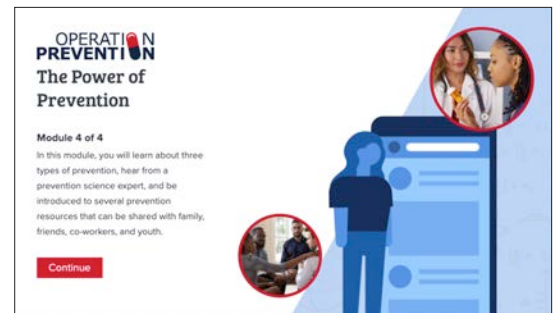 OPERATION
PREVENTION
The Power of
Prevention
Module 4 of 4
In this module, you will learn about three
types of prevention, hear from a
prevention science expert, and be
introduced to several prevention
resources that can be shared with family,
friends, co-workers, and youth.
Continue